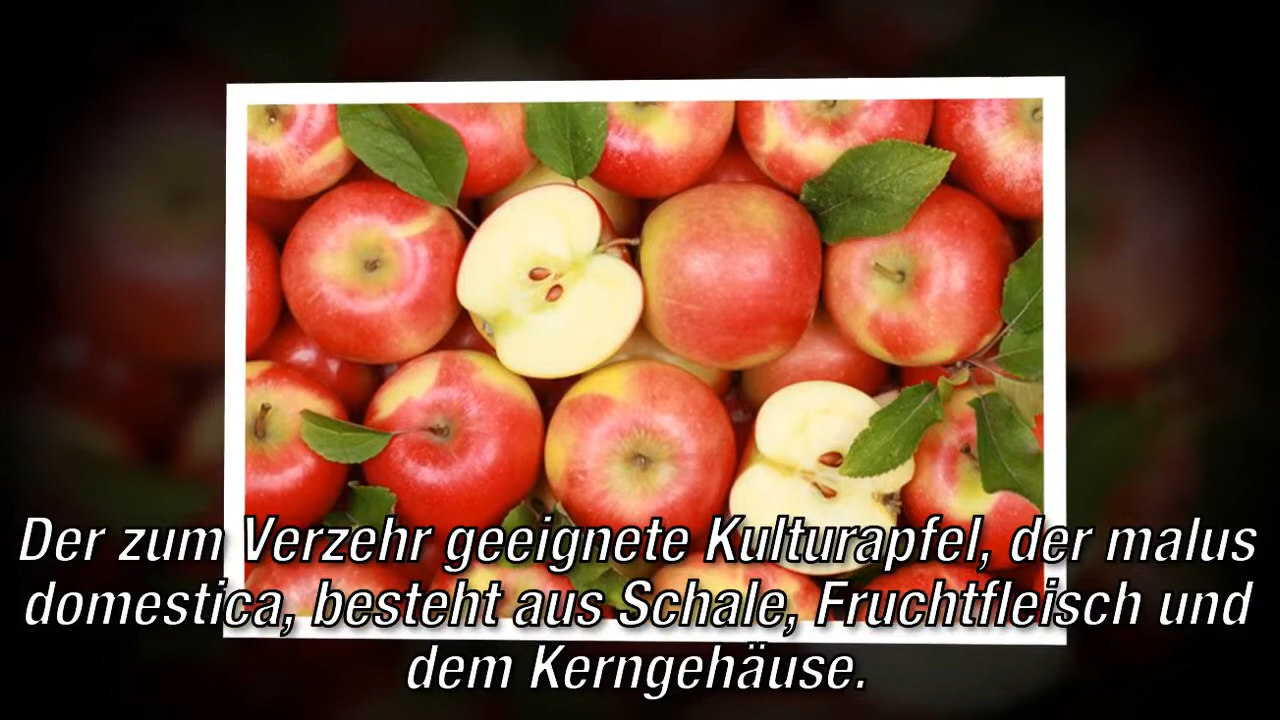 Der zum Verzehr geeignete Kulturapfel, der malus
domestica, besteht aus Schale, Fruchtfleisch und
dem Kerngehäuse.